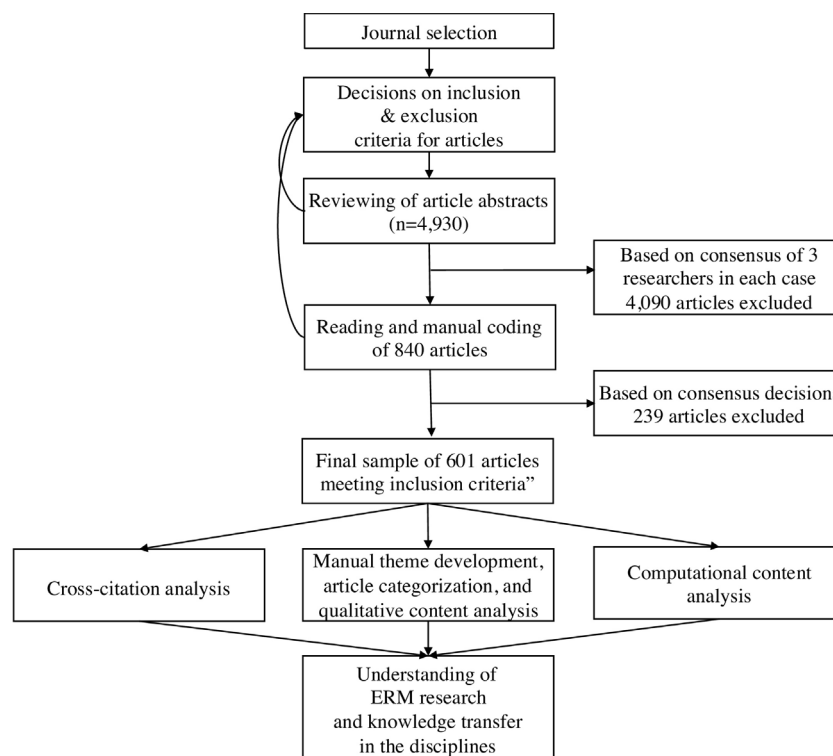 Journal selection
Decisions on inclusion
& exclusion
criteria for articles
Reviewing of article abstracts
(n=4,930)
Based on consensus of 3
researchers in each case
4,090 articles excluded
Reading and manual coding
of 840 articles
Based on consensus decision
239 articles excluded
Final sample of 601 articles
meeting inclusion criteria”
Cross-citation analysis
Manual theme development,
article categorization, and
qualitative content analysis
Computational content
analysis
Understanding of
ERM research
and knowledge transfer
in the disciplines